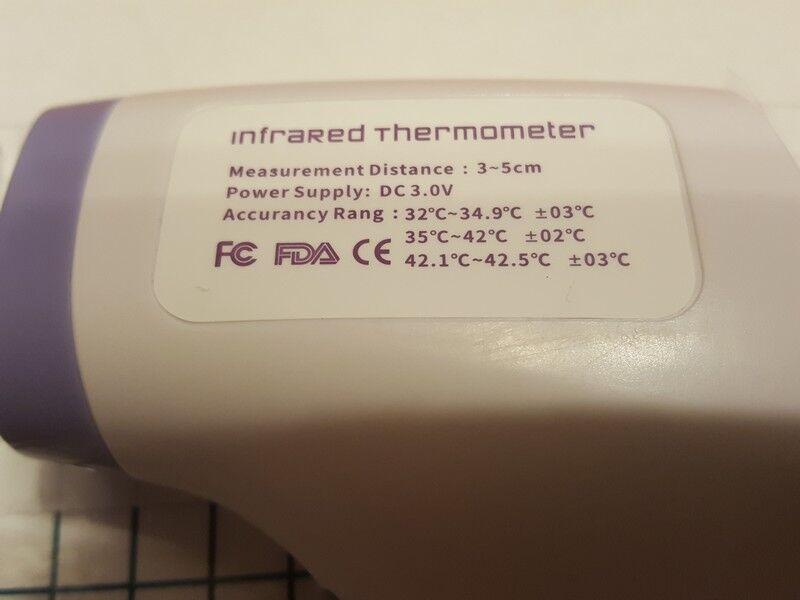 Infrared Thermometer
Measurement Distance : 3~5cm
Power Supply: DC 3.0V
Accurancy Rang : 32°C~34.9°C ±03°C
35°C~42°C ±02°C
FC FDA CE 42.1°C~42.5°C ±03°C